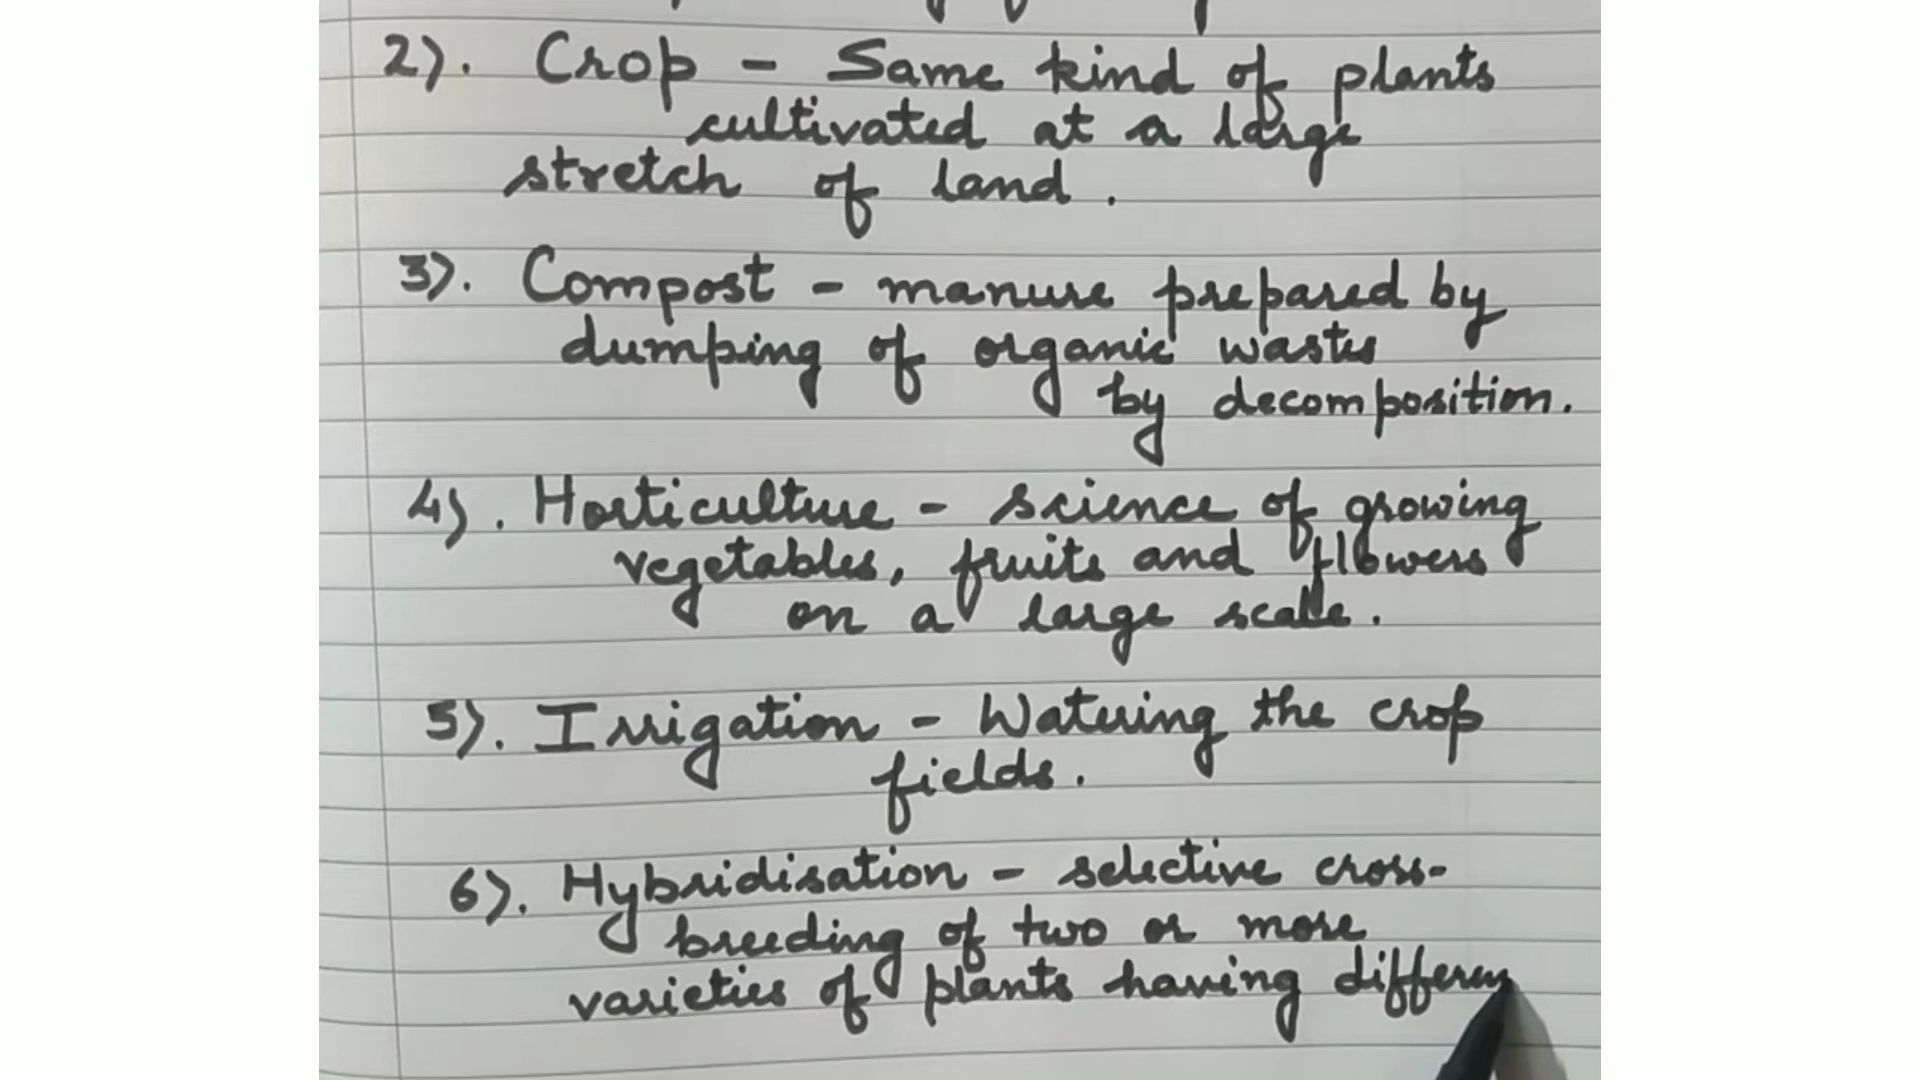 2). Crop - Same kind of plants
cultivated at a large
stretch of land.
3). Compost - manure prepared by
dumping of organic wastes
by decomposition.
4). Horticulture - science of growing
vegetables, fruits and flowers
on a large scale.
5). Irrigation - Watering the crop
fields.
6). Hybridisation - selective cross-
breeding of two or more
varieties of plants having differen